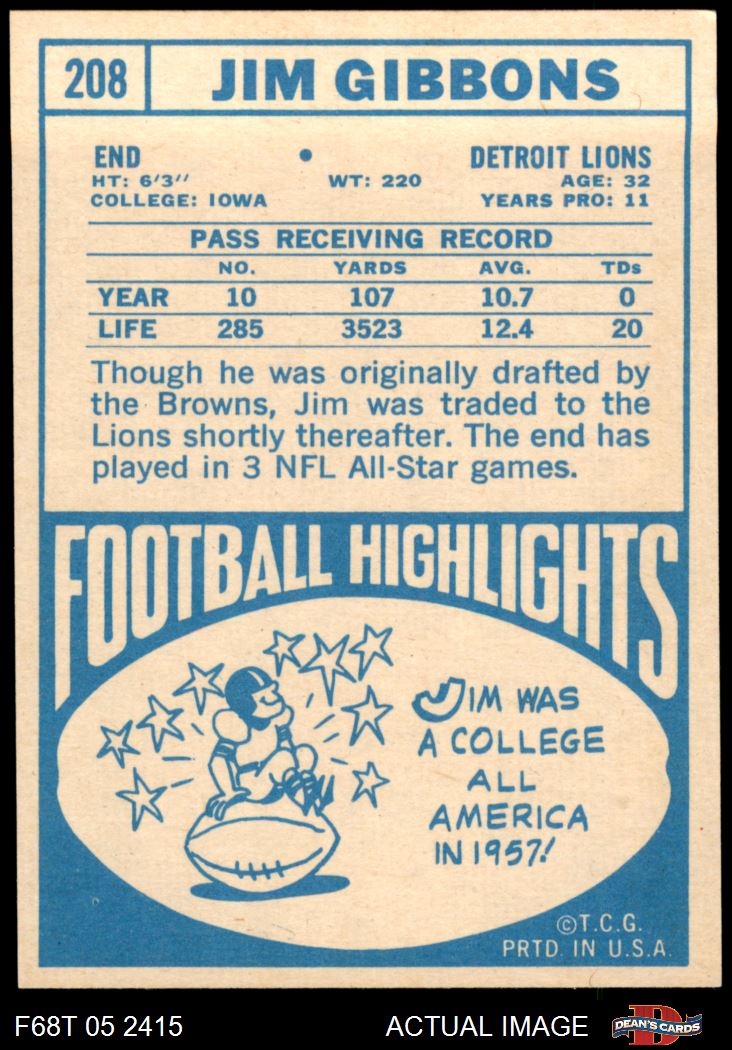 208 JIM GIBBONS
END • DETROIT LIONS
HT: 6'3" WT: 220 AGE: 32
COLLEGE: IOWA YEARS PRO: 11
PASS RECEIVING RECORD
NO. YARDS AVG. TDs
YEAR 10 107 10.7 0
LIFE 285 3523 12.4 20
Though he was originally drafted by
the Browns, Jim was traded to the
Lions shortly thereafter. The end has
played in 3 NFL All-Star games.
FOOTBALL HIGHLIGHTS
JIM WAS
A COLLEGE
ALL
AMERICA
IN 1957!
©T.C.G.
PRTD. IN U.S.A.
F68T 05 2415 ACTUAL IMAGE D DEAN'S CARDS